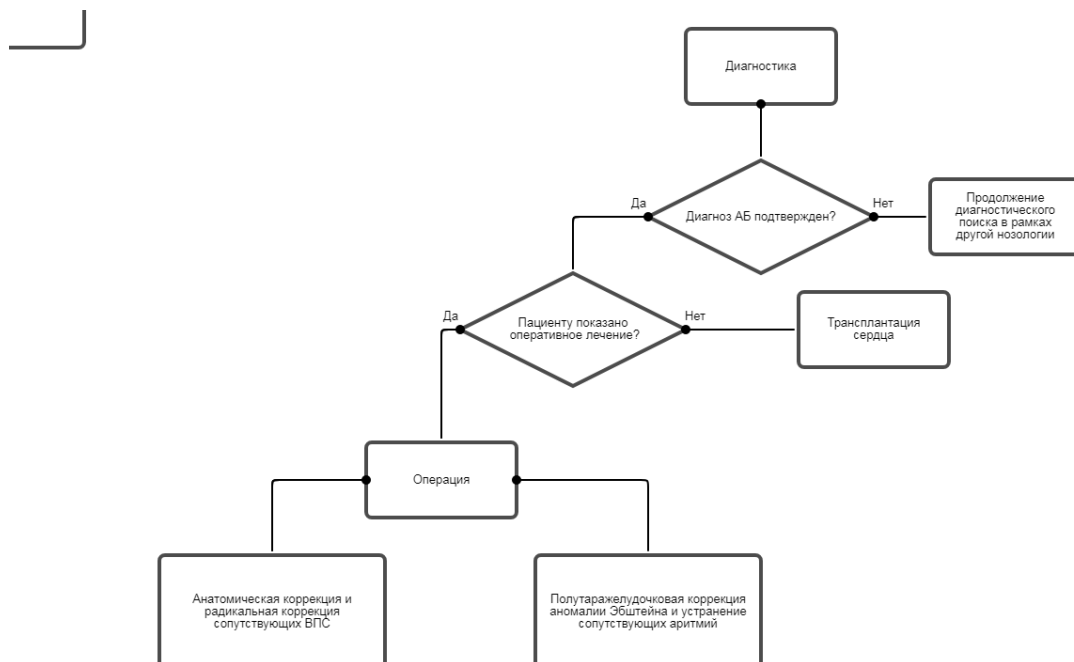 Диагностика
Да
Диагноз АБ подтвержден?
Нет
Продолжение
диагностического
поиска в рамках
другой нозологии
Да
Пациенту показано
оперативное лечение?
Нет
Трансплантация
сердца
Операция
Анатомическая коррекция и
радикальная коррекция
сопутствующих ВПС
Полутаражелудочковая коррекция
аномалии Эбштейна и устранение
сопутствующих аритмий